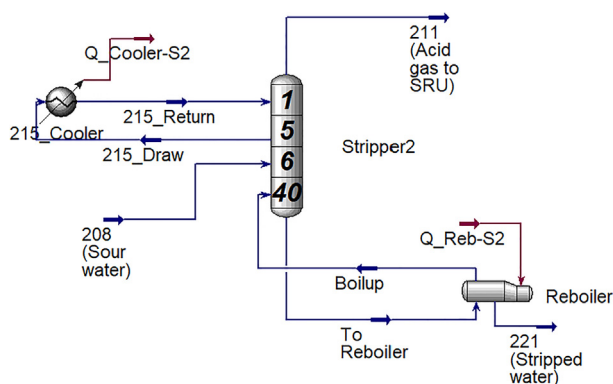 Q_Cooler-S2
211
(Acid
gas to
SRU)
215_Return
215_Cooler
215_Draw
1
5
6
40
Stripper2
208
(Sour
water)
Q_Reb-S2
Boilup
Reboiler
To
Reboiler
221
(Stripped
water)